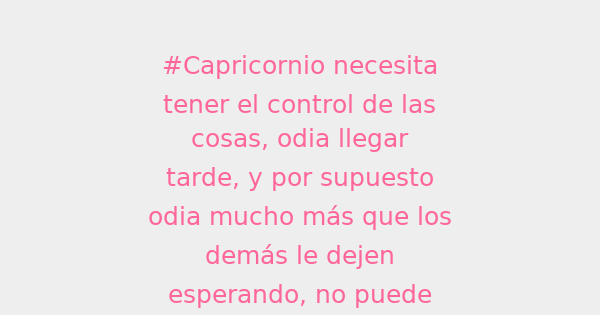 #Capricornio necesita
tener el control de las
cosas, odia llegar
tarde, y por supuesto
odia mucho más que los
demás le dejen
esperando, no puede